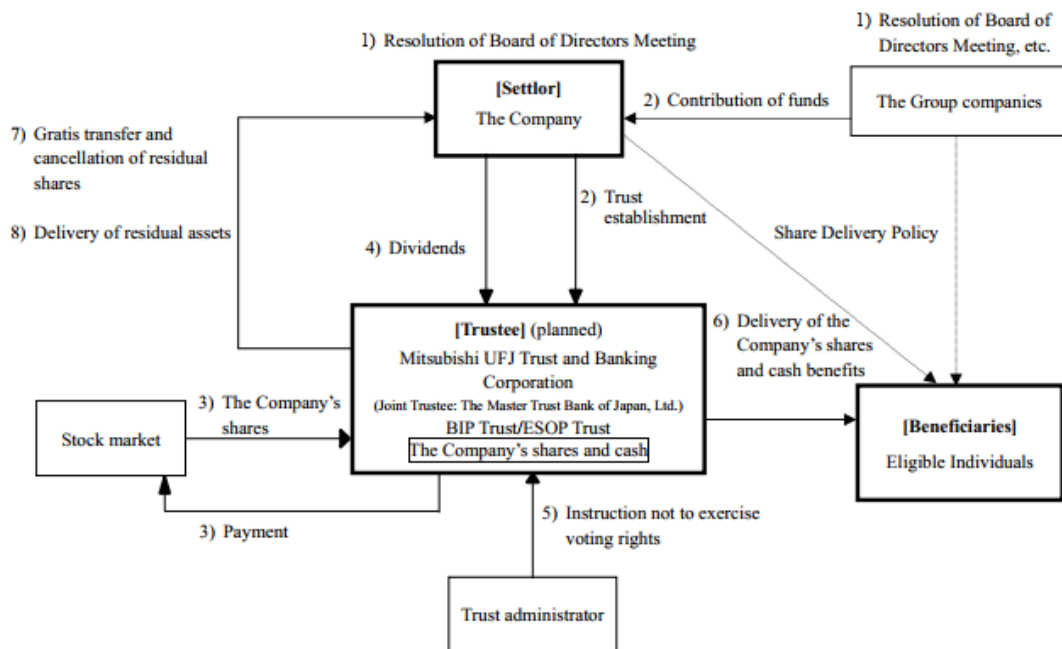 1) Resolution of Board of Directors Meeting
1) Resolution of Board of
Directors Meeting, etc.
[Settlor]
The Company
2) Contribution of funds
The Group companies
7) Gratis transfer and
cancellation of residual
shares
8) Delivery of residual assets
4) Dividends
2) Trust
establishment
Share Delivery Policy
[Trustee] (planned)
Mitsubishi UFJ Trust and Banking
Corporation
(Joint Trustee: The Master Trust Bank of Japan, Ltd.)
BIP Trust/ESOP Trust
The Company's shares and cash
6) Delivery of the
Company's shares
and cash benefits
3) The Company's
shares
Stock market
[Beneficiaries]
Eligible Individuals
3) Payment
5) Instruction not to exercise
voting rights
Trust administrator